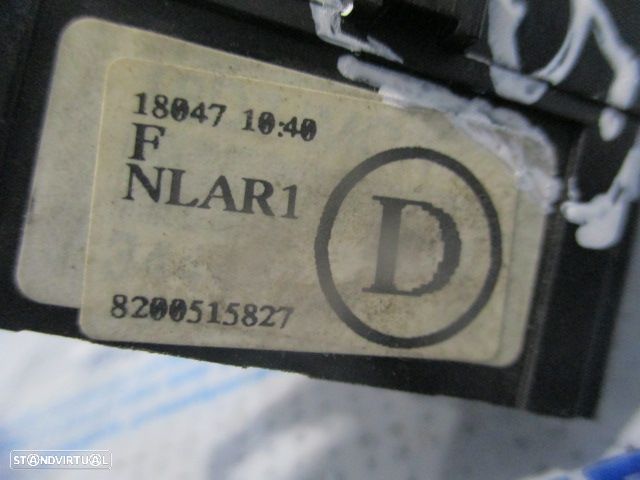 18047 10:40
F
NLAR1
D
8200515827
STANDVIRTUAL